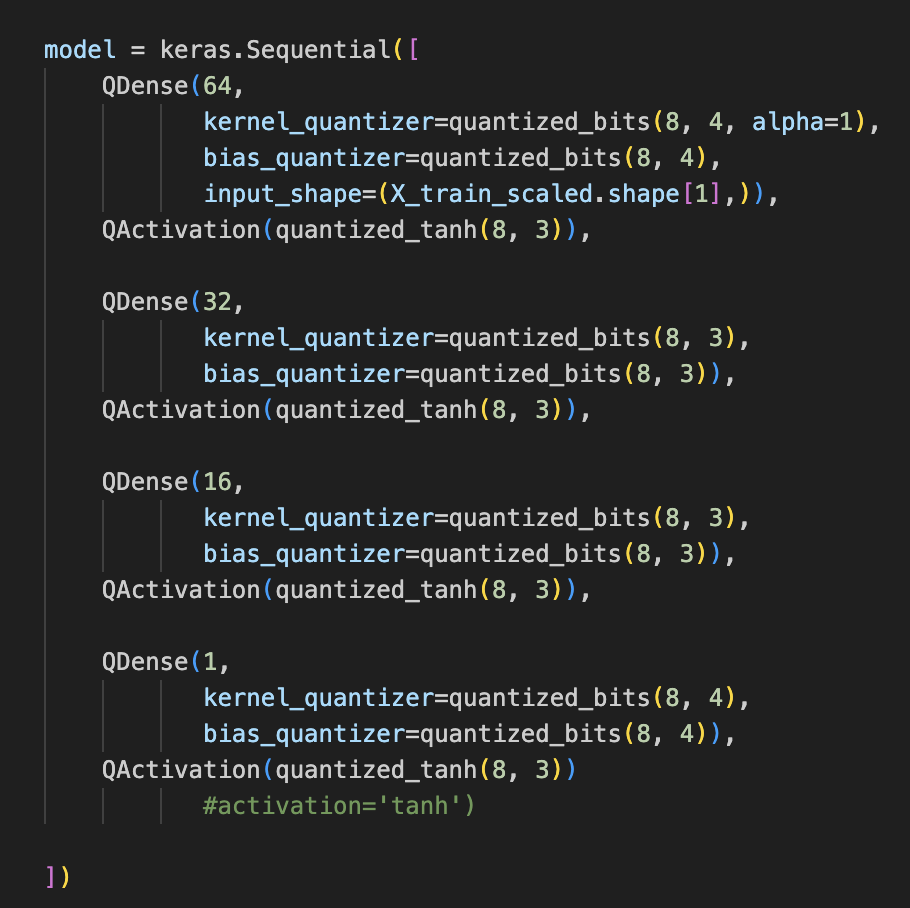 model = keras.Sequential([
    QDense(64,
           kernel_quantizer=quantized_bits(8, 4, alpha=1),
           bias_quantizer=quantized_bits(8, 4),
           input_shape=(X_train_scaled.shape[1],)),
    QActivation(quantized_tanh(8, 3)),

    QDense(32,
           kernel_quantizer=quantized_bits(8, 3),
           bias_quantizer=quantized_bits(8, 3)),
    QActivation(quantized_tanh(8, 3)),

    QDense(16,
           kernel_quantizer=quantized_bits(8, 3),
           bias_quantizer=quantized_bits(8, 3)),
    QActivation(quantized_tanh(8, 3)),

    QDense(1,
           kernel_quantizer=quantized_bits(8, 4),
           bias_quantizer=quantized_bits(8, 4)),
    QActivation(quantized_tanh(8, 3))
           #activation='tanh')

])